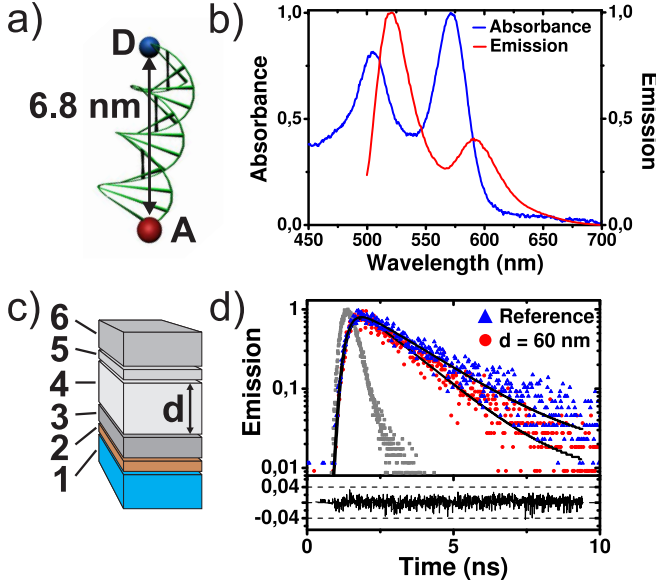 a)
D
6.8 nm
A
b)
Absorbance
Emission
1,0
0,5
0,0
1,0
0,5
0,0
Absorbance
Emission
450 500 550 600 650 700
Wavelength (nm)
c)
6
5
4
3
2
1
d
d)
Reference
d = 60 nm
Emission
1
0,1
0,01
0,04
-0,04
0 5 10
Time (ns)